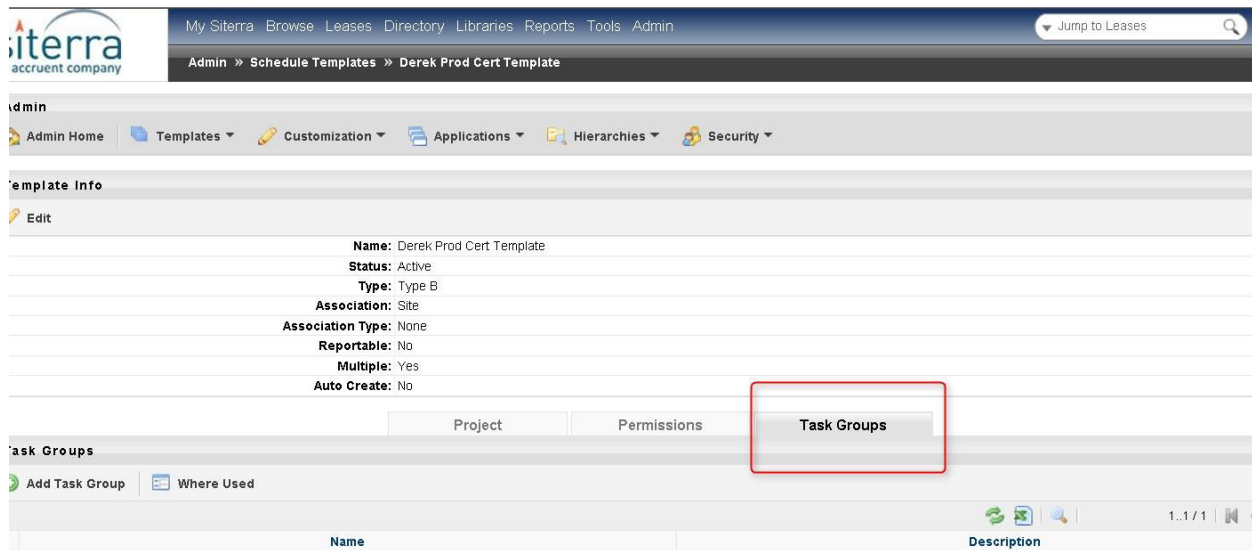 siterra
accruent company
My Siterra Browse Leases Directory Libraries Reports Tools Admin
Jump to Leases
Admin » Schedule Templates » Derek Prod Cert Template
Admin
Admin Home Templates Customization Applications Hierarchies Security
Template Info
Edit
Name: Derek Prod Cert Template
Status: Active
Type: Type B
Association: Site
Association Type: None
Reportable: No
Multiple: Yes
Auto Create: No
Project Permissions Task Groups
Task Groups
Add Task Group Where Used
1..1 / 1
Name Description